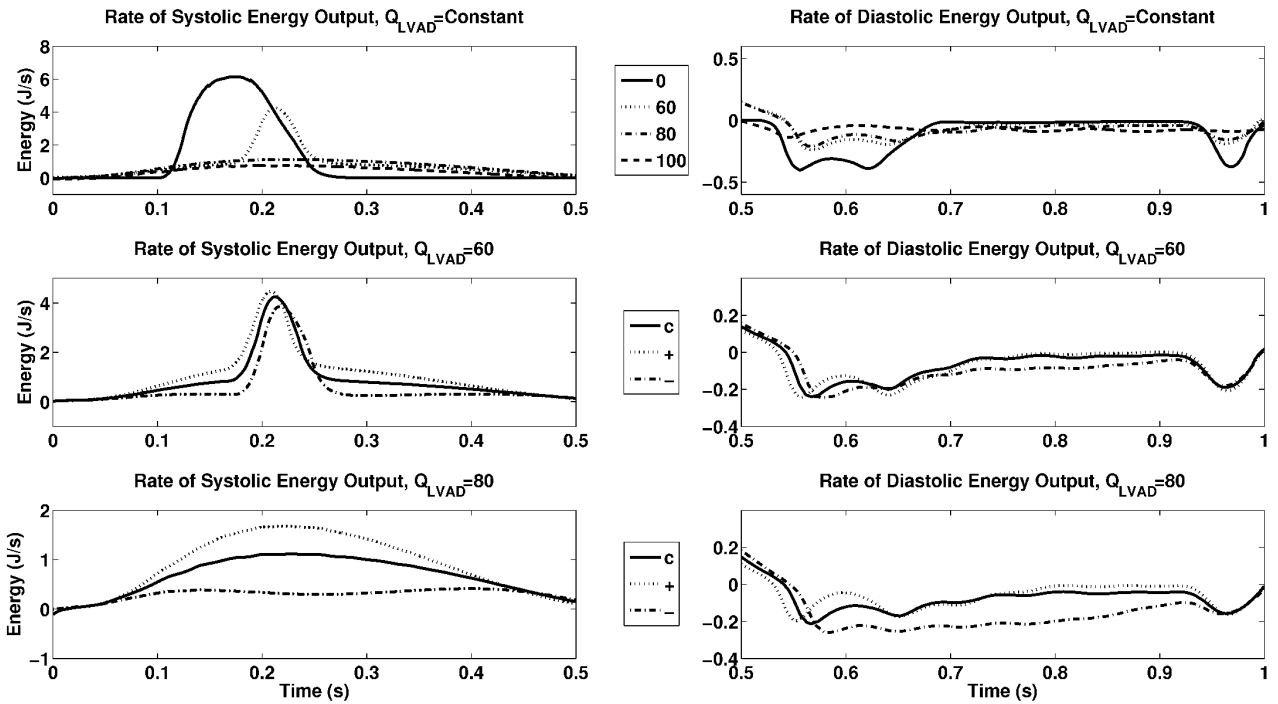 Rate of Systolic Energy Output, QLVAD=Constant
Energy (J/s)
8
6
4
2
0
0 0.1 0.2 0.3 0.4 0.5
0
60
80
100
Rate of Diastolic Energy Output, QLVAD=Constant
0.5
0
−0.5
0.5 0.6 0.7 0.8 0.9 1
Rate of Systolic Energy Output, QLVAD=60
Energy (J/s)
4
2
0
0 0.1 0.2 0.3 0.4 0.5
c
+
−
Rate of Diastolic Energy Output, QLVAD=60
0.2
0
−0.2
−0.4
0.5 0.6 0.7 0.8 0.9 1
Rate of Systolic Energy Output, QLVAD=80
Energy (J/s)
2
1
0
−1
0 0.1 0.2 0.3 0.4 0.5
Time (s)
c
+
−
Rate of Diastolic Energy Output, QLVAD=80
0.2
0
−0.2
−0.4
0.5 0.6 0.7 0.8 0.9 1
Time (s)